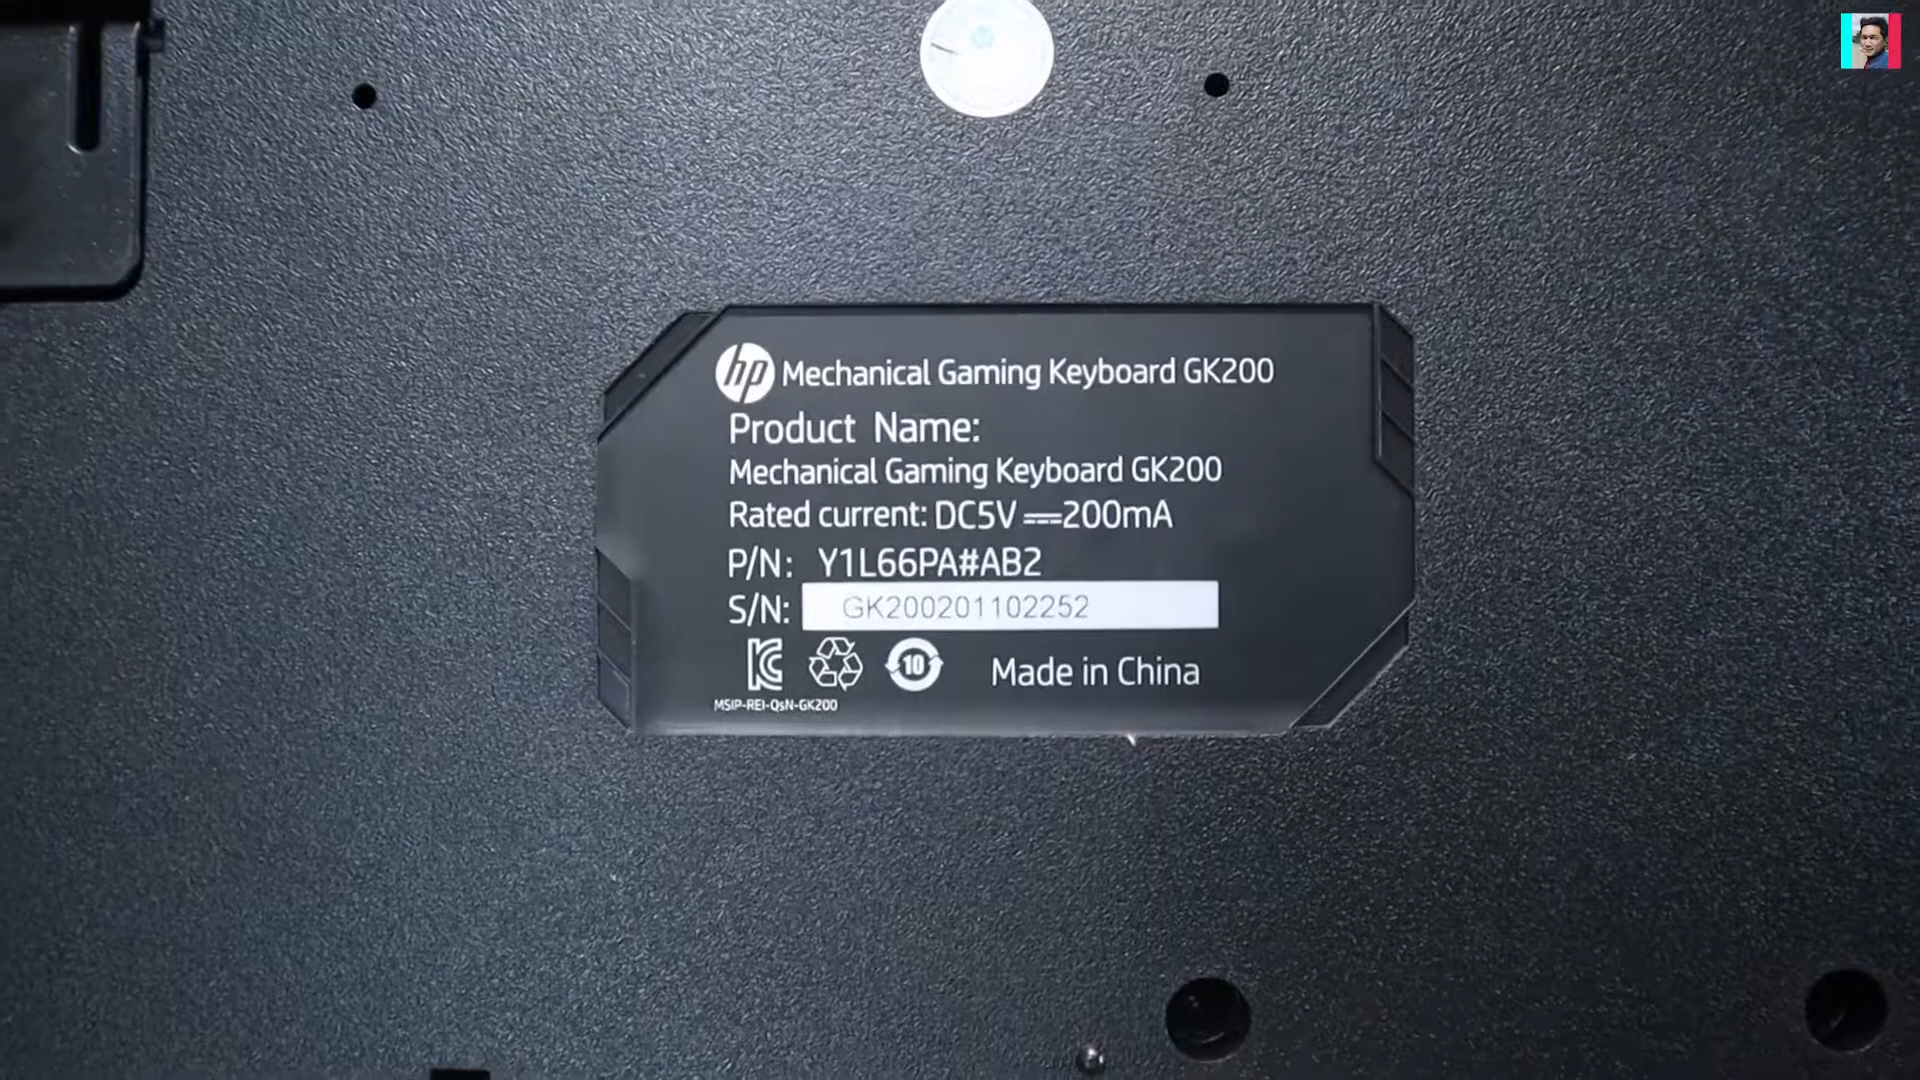 hp Mechanical Gaming Keyboard GK200
Product Name:
Mechanical Gaming Keyboard GK200
Rated current: DC5V⎓200mA
P/N: Y1L66PA#AB2
S/N: GK200201102252
10 Made in China
MSIP-REI-QsN-GK200